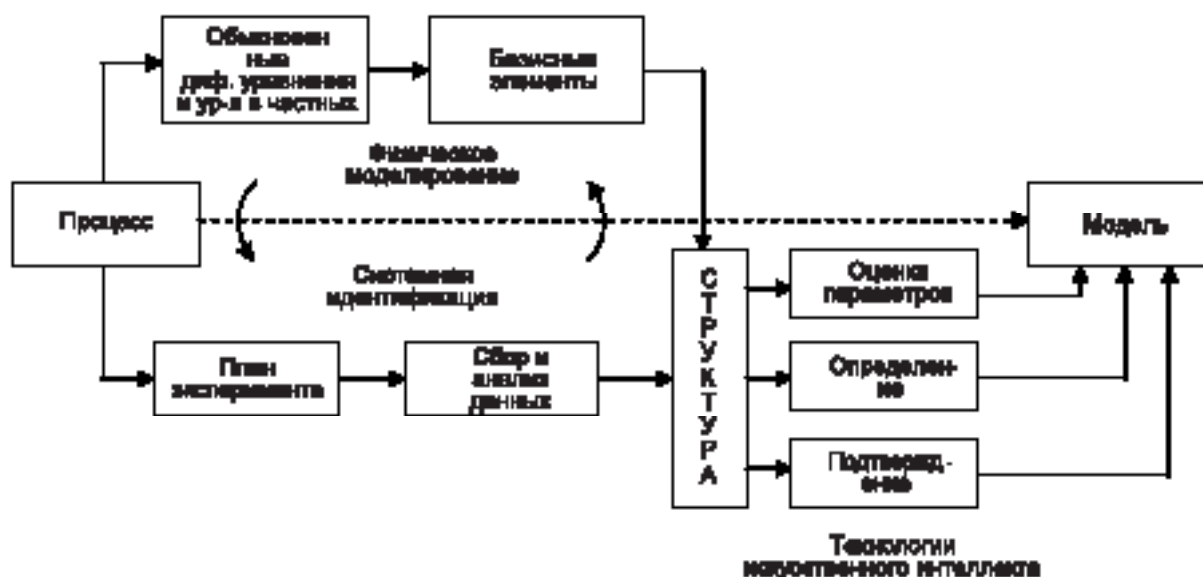 Обыкновен
ные
диф. уравнения
и ур-я в частных
Базисные
элементы
Физическое
моделирование
Процесс
Модель
Системная
идентификация
СТРУКТУРА
Оценка
параметров
План
эксперимента
Сбор и
анализ
данных
Определен-
ие
Подтвержд-
ение
Технологии
искусственного интеллекта